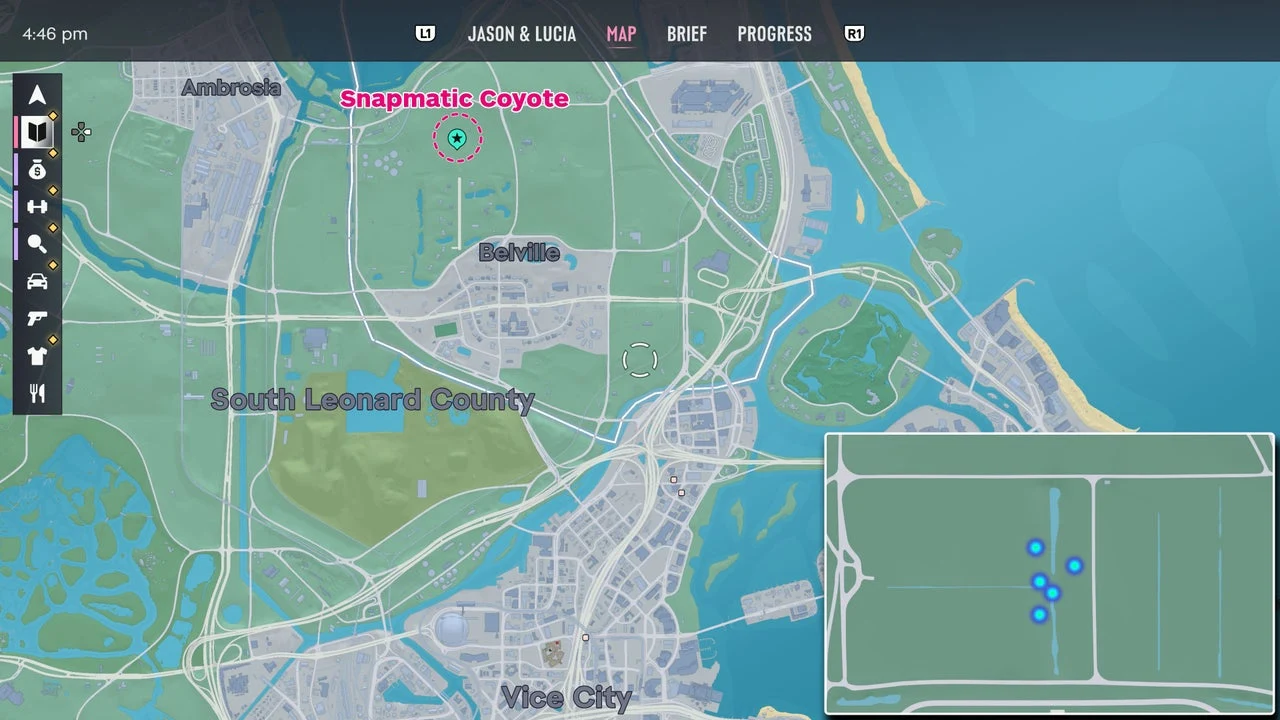 4:46 pm
L1 JASON & LUCIA MAP BRIEF PROGRESS R1
Ambrosia
Snapmatic Coyote
Belville
South Leonard County
Vice City